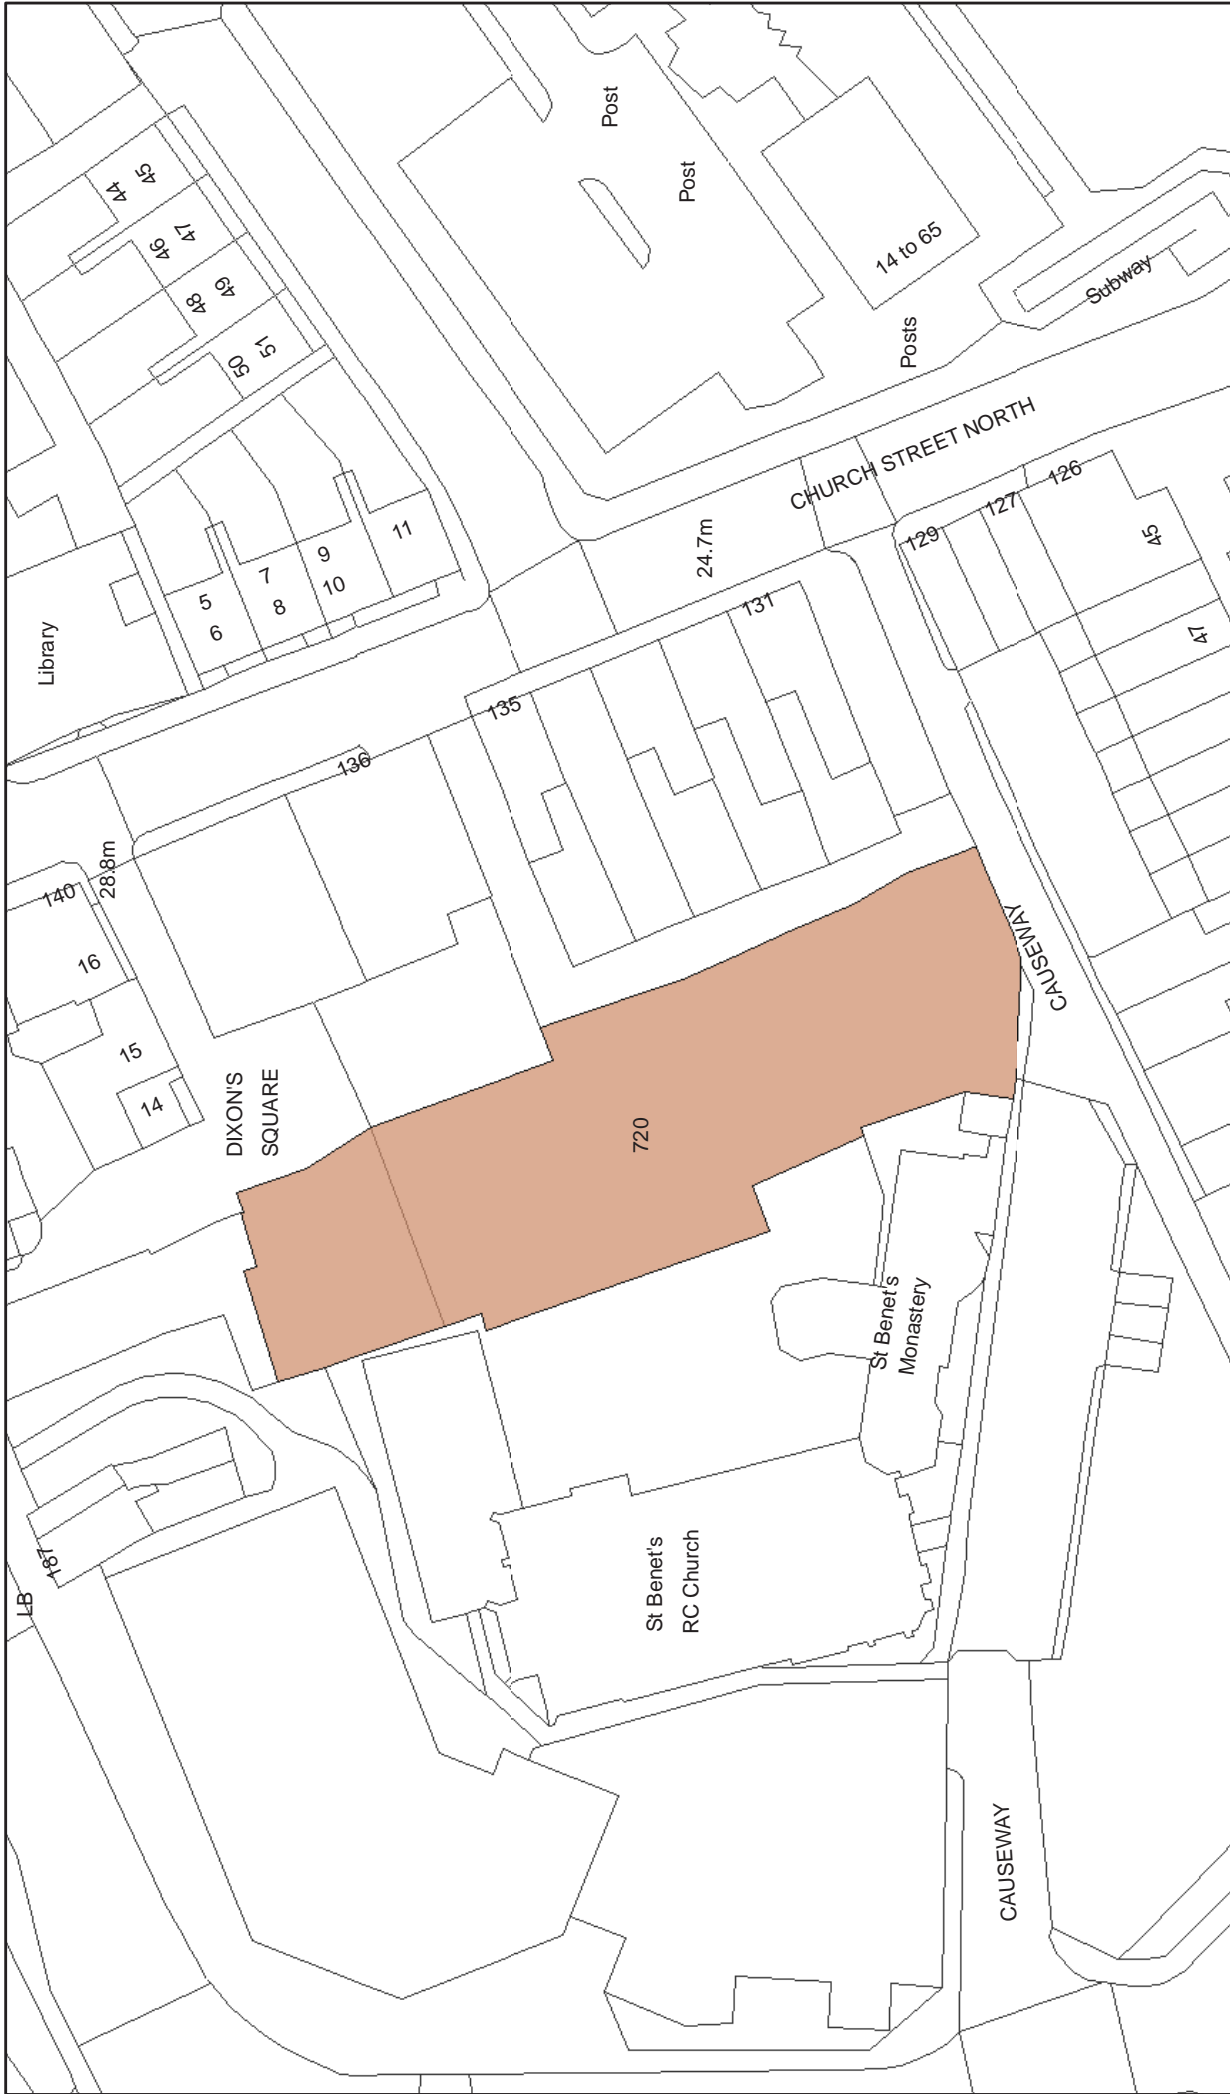 Post
Post
44
45
46
47
48
49
50
51
14 to 65
Subway
Posts
CHURCH STREET NORTH
11
9
10
7
8
5
6
Library
24.7m
129
127
126
45
47
131
135
136
140
28.8m
16
15
14
DIXON'S
SQUARE
720
CAUSEWAY
St Benet's
Monastery
St Benet's
RC Church
187
LB
CAUSEWAY